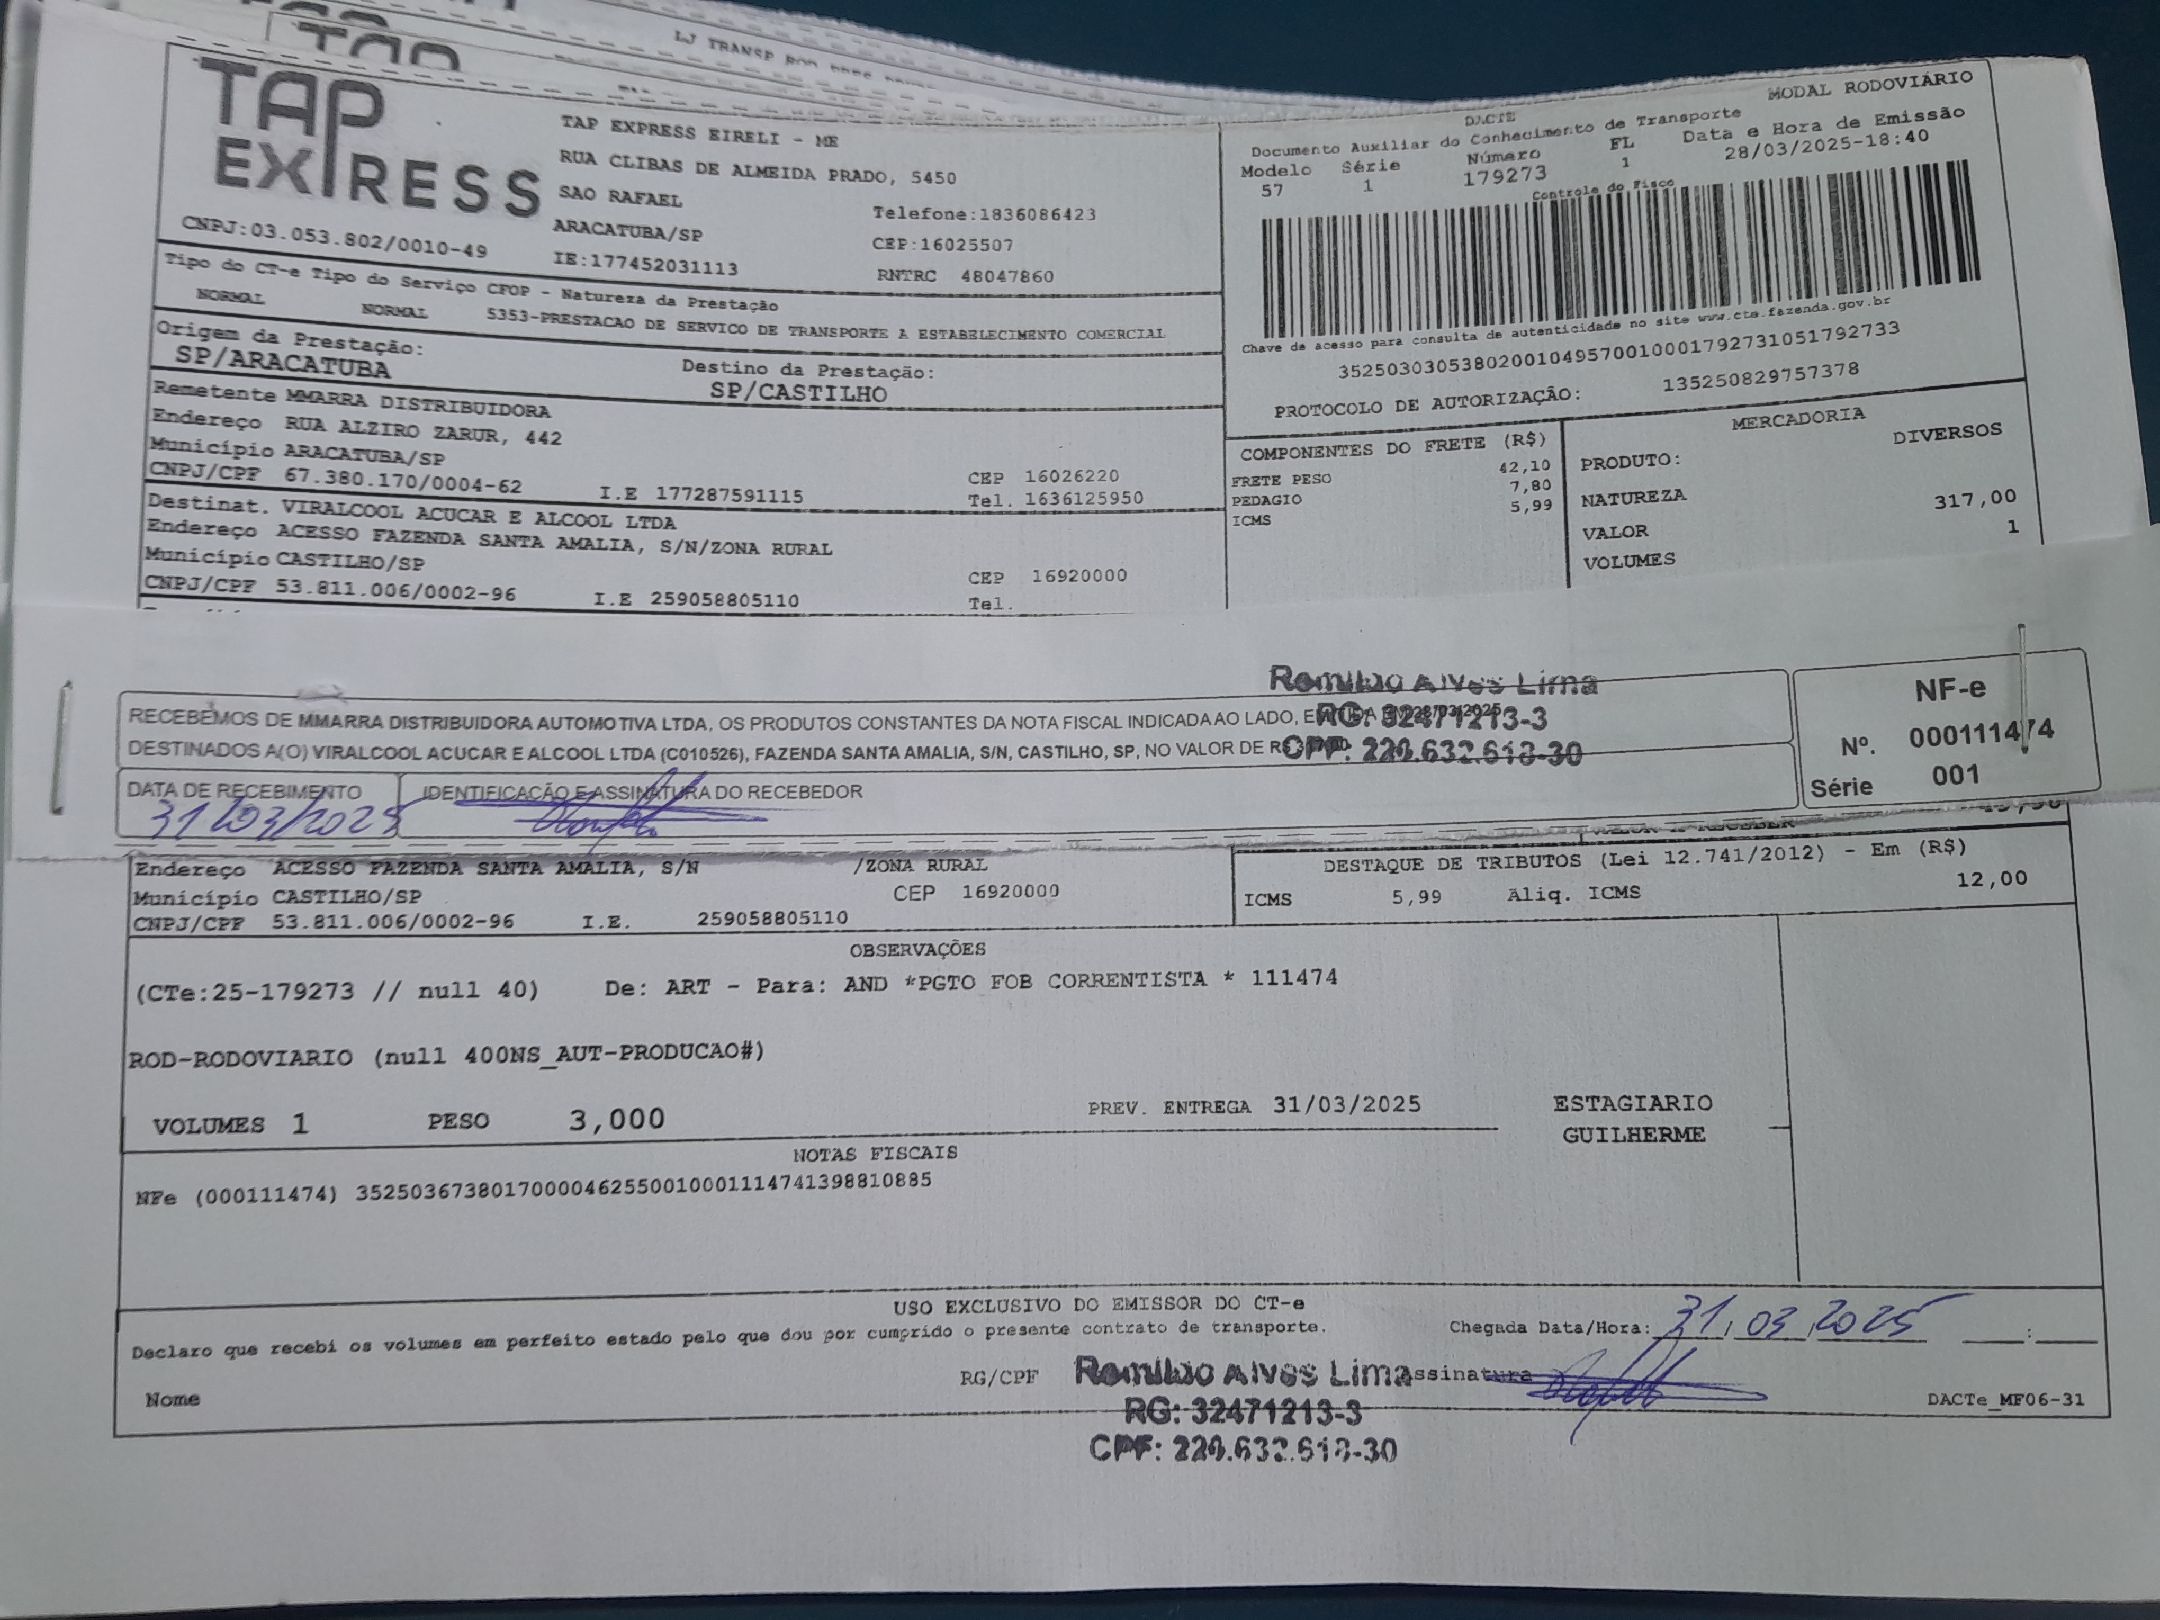 TAP
EXPRESS
CNPJ:03.053.802/0010-49
TAP EXPRESS EIRELI - ME
RUA CLIBAS DE ALMEIDA PRADO, 5450
SAO RAFAEL
Telefone:1836086423
ARACATUBA/SP
CEP:16025507
IE:177452031113
RNTRC 48047860
Tipo do CT-e Tipo do Serviço CFOP - Natureza da Prestação
NORMAL NORMAL 5353-PRESTACAO DE SERVICO DE TRANSPORTE A ESTABELECIMENTO COMERCIAL
Origem da Prestação:
SP/ARACATUBA
Destino da Prestação:
SP/CASTILHO
Remetente MMARRA DISTRIBUIDORA
Endereço RUA ALZIRO ZARUR, 442
Município ARACATUBA/SP CEP 16026220
CNPJ/CPF 67.380.170/0004-62 I.E 177287591115 Tel. 1636125950
Destinat. VIRALCOOL ACUCAR E ALCOOL LTDA
Endereço ACESSO FAZENDA SANTA AMALIA, S/N/ZONA RURAL
Município CASTILHO/SP CEP 16920000
CNPJ/CPF 53.811.006/0002-96 I.E 259058805110 Tel.
DACTE MODAL RODOVIÁRIO
Documento Auxiliar do Conhecimento de Transporte
Modelo Série Número FL Data e Hora de Emissão
57 1 179273 1 28/03/2025-18:40
Controle do Fisco
Chave de acesso para consulta de autenticidade no site www.cte.fazenda.gov.br
35250303053802001049570010001792731051792733
PROTOCOLO DE AUTORIZAÇÃO: 135250829757378
COMPONENTES DO FRETE (R$)
FRETE PESO 42,10
PEDAGIO 7,80
ICMS 5,99
MERCADORIA
PRODUTO: DIVERSOS
NATUREZA
VALOR 317,00
VOLUMES 1
RECEBEMOS DE MMARRA DISTRIBUIDORA AUTOMOTIVA LTDA, OS PRODUTOS CONSTANTES DA NOTA FISCAL INDICADA AO LADO,
DESTINADOS A(O) VIRALCOOL ACUCAR E ALCOOL LTDA (C010526), FAZENDA SANTA AMALIA, S/N, CASTILHO, SP, NO VALOR DE
Alves Lima
RG: 32471213-3
CPF:
DATA DE RECEBIMENTO
31/03/2025
IDENTIFICAÇÃO E ASSINATURA DO RECEBEDOR
NF-e
Nº. 000111474
Série 001
Endereço ACESSO FAZENDA SANTA AMALIA, S/N /ZONA RURAL
Município CASTILHO/SP CEP 16920000
CNPJ/CPF 53.811.006/0002-96 I.E. 259058805110
DESTAQUE DE TRIBUTOS (Lei 12.741/2012) - Em (R$)
ICMS 5,99 Aliq. ICMS 12,00
OBSERVAÇÕES
(CTe:25-179273 // null 40) De: ART - Para: AND *PGTO FOB CORRENTISTA * 111474
ROD-RODOVIARIO (null 400NS_AUT-PRODUCAO#)
VOLUMES 1 PESO 3,000 PREV. ENTREGA 31/03/2025
ESTAGIARIO
GUILHERME
NOTAS FISCAIS
NFe (000111474) 35250367380170000462550010001114741398810885
USO EXCLUSIVO DO EMISSOR DO CT-e
Declaro que recebi os volumes em perfeito estado pelo que dou por cumprido o presente contrato de transporte.
Chegada Data/Hora: 31/03/2025 :
Nome RG/CPF Assinatura
Alves Lima
RG: 32471213-3
CPF:
DACTe_MF06-31